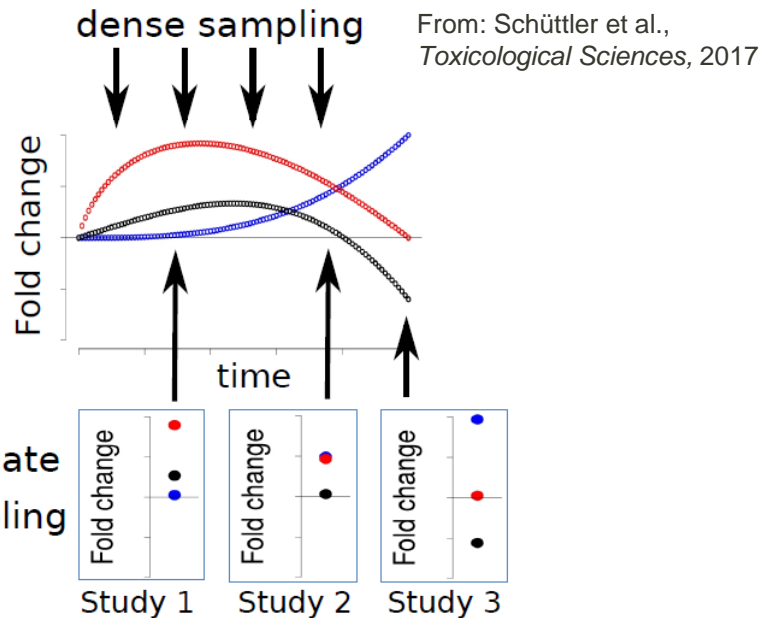 dense sampling
From: Schüttler et al.,
Toxicological Sciences, 2017
Fold change
time
ate
ling
Fold change
Fold change
Fold change
Study 1
Study 2
Study 3